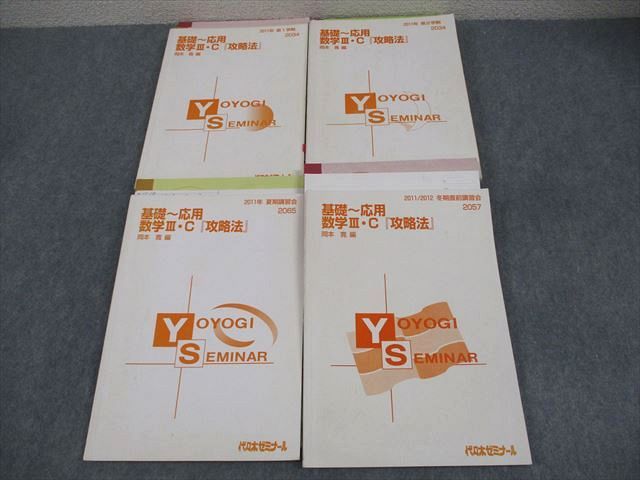 2011年 第1学期
2034
基礎～応用
数学Ⅲ・C『攻略法』
岡本 寛 編
YOYOGI
SEMINAR
2011年 第2学期
2034
基礎～応用
数学Ⅲ・C『攻略法』
岡本 寛 編
YOYOGI
SEMINAR
2011年 夏期講習会
2065
基礎～応用
数学Ⅲ・C『攻略法』
岡本 寛 編
YOYOGI
SEMINAR
代々木ゼミナール
2011/2012 冬期直前講習会
2057
基礎～応用
数学Ⅲ・C『攻略法』
岡本 寛 編
YOYOGI
SEMINAR
代々木ゼミナール